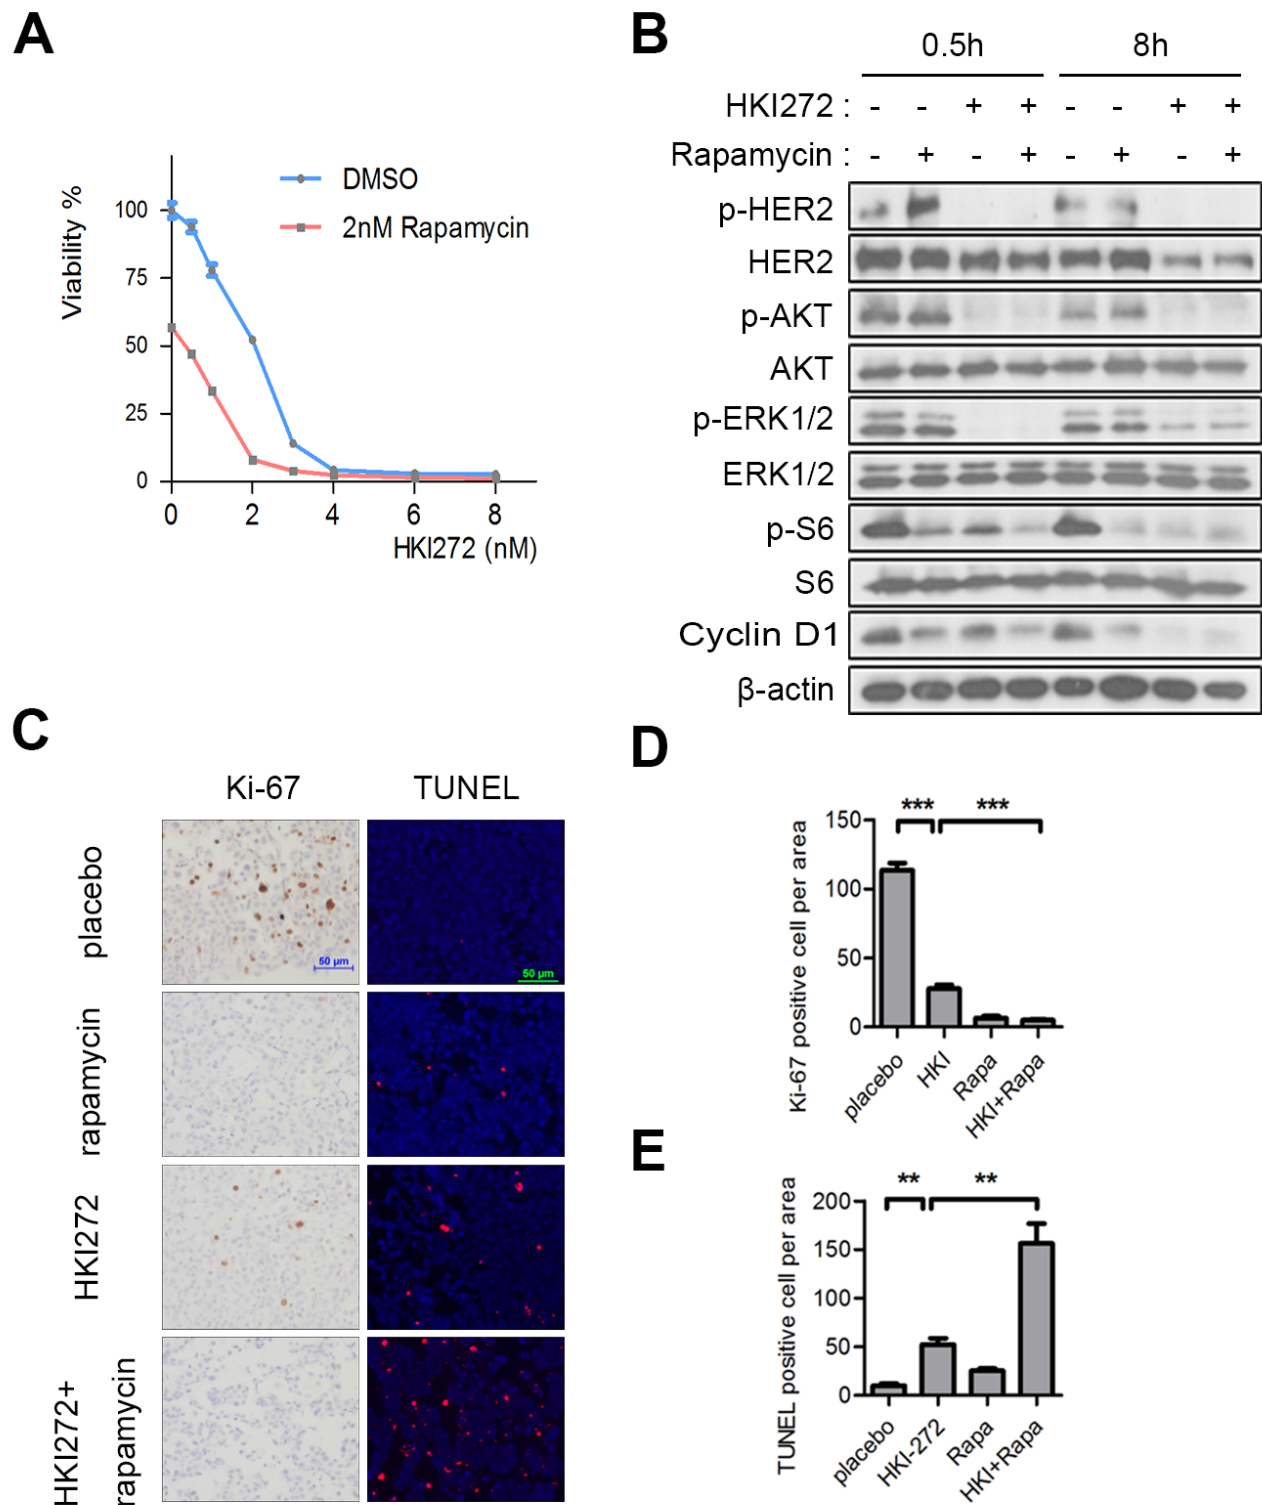 A
Viability %
100
75
50
25
0
0 2 4 6 8
HKI272 (nM)
DMSO
2nM Rapamycin
B
0.5h 8h
HKI272 : - - + + - - + +
Rapamycin : - + - + - + - +
p-HER2
HER2
p-AKT
AKT
p-ERK1/2
ERK1/2
p-S6
S6
Cyclin D1
β-actin
C
Ki-67 TUNEL
placebo
50 µm
50 µm
rapamycin
HKI272
HKI272+
rapamycin
D
Ki-67 positive cell per area
150
100
50
0
*** ***
placebo
HKI
Rapa
HKI+Rapa
E
TUNEL positive cell per area
200
150
100
50
0
** **
placebo
HKI-272
Rapa
HKI+Rapa